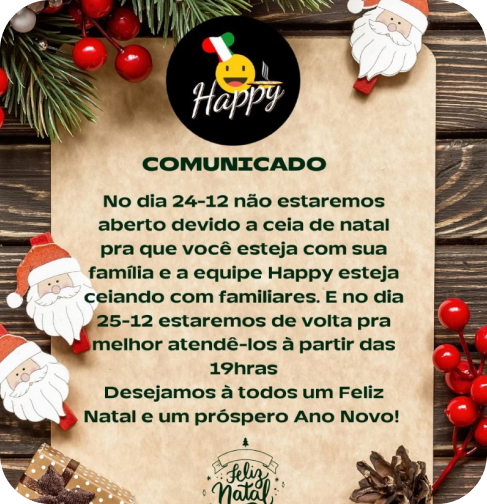 Happy
COMUNICADO
No dia 24-12 não estaremos
aberto devido a ceia de natal
pra que você esteja com sua
família e a equipe Happy esteja
ceiando com familiares. E no dia
25-12 estaremos de volta pra
melhor atendê-los à partir das
19hras
Desejamos à todos um Feliz
Natal e um próspero Ano Novo!
Feliz
Natal